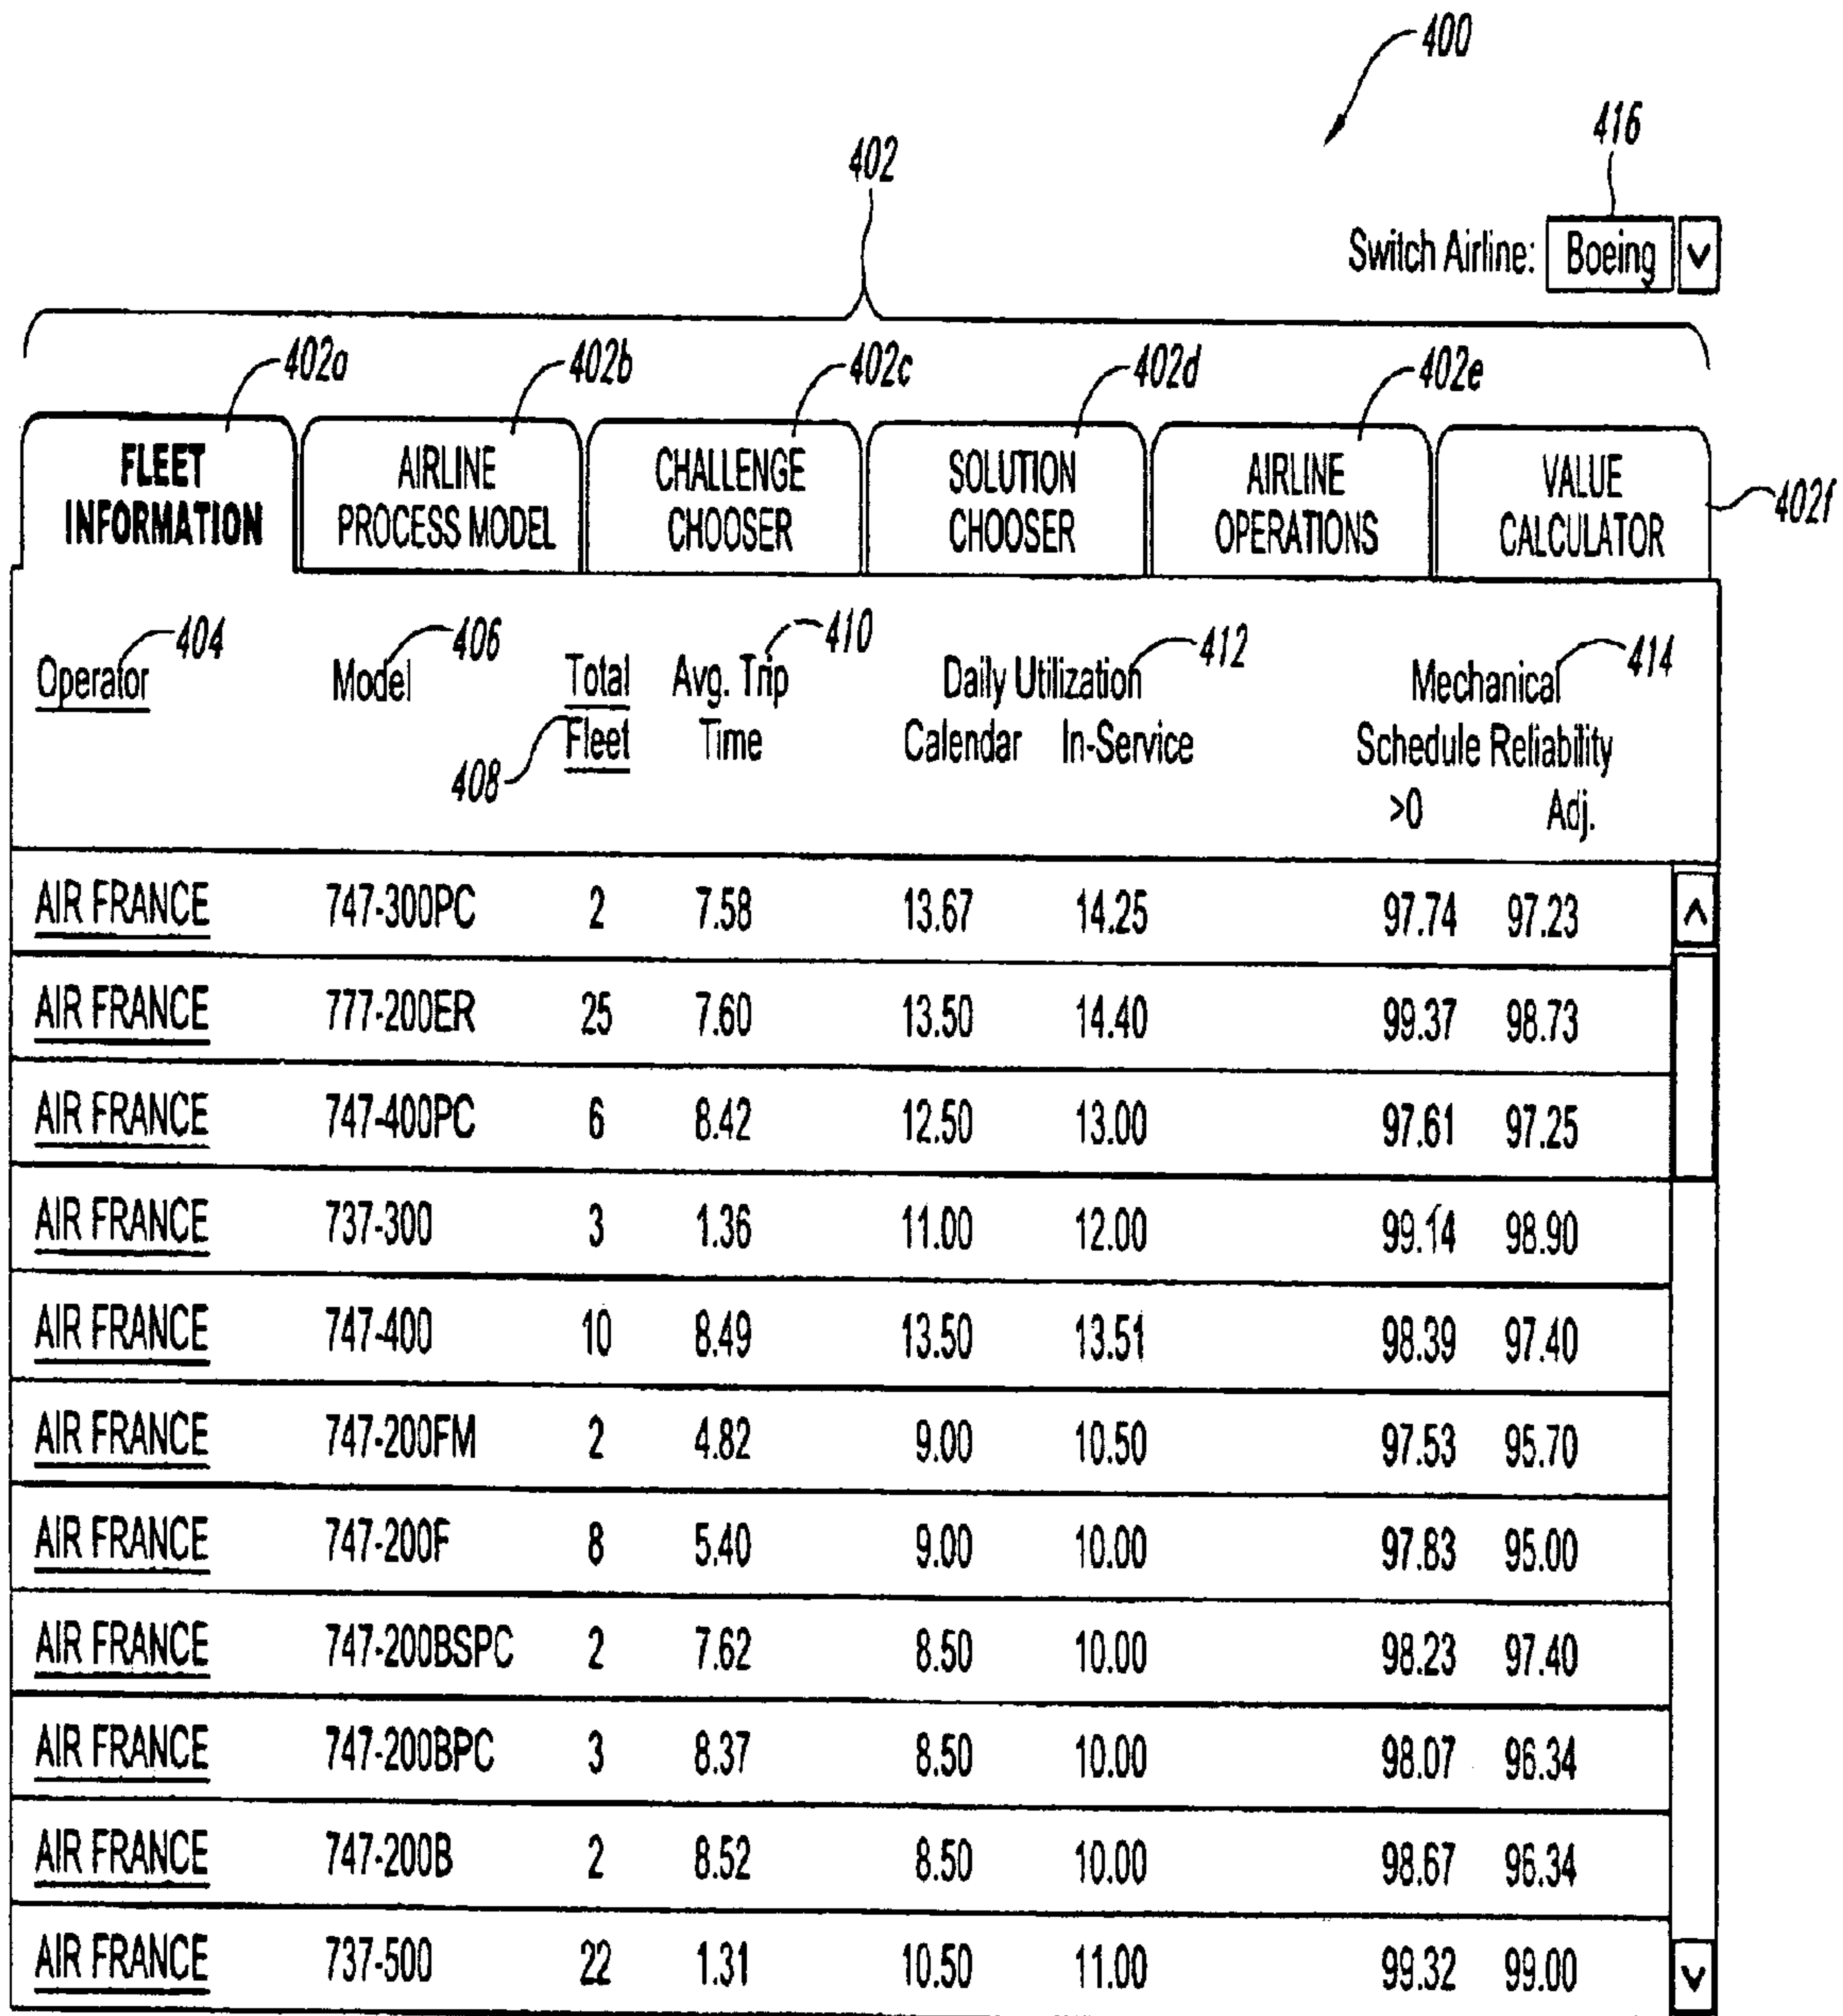 400
416
402
Switch Airline: Boeing
402a 402b 402c 402d 402e
FLEET INFORMATION
AIRLINE PROCESS MODEL
CHALLENGE CHOOSER
SOLUTION CHOOSER
AIRLINE OPERATIONS
VALUE CALCULATOR
402f
404 406 410 412 414
Operator Model Total Avg. Trip Daily Utilization Mechanical
Fleet Time Calendar In-Service Schedule Reliability
408 >0 Adj.
AIR FRANCE 747-300PC 2 7.58 13.67 14.25 97.74 97.23
AIR FRANCE 777-200ER 25 7.60 13.50 14.40 99.37 98.73
AIR FRANCE 747-400PC 6 8.42 12.50 13.00 97.61 97.25
AIR FRANCE 737-300 3 1.36 11.00 12.00 99.14 98.90
AIR FRANCE 747-400 10 8.49 13.50 13.51 98.39 97.40
AIR FRANCE 747-200FM 2 4.82 9.00 10.50 97.53 95.70
AIR FRANCE 747-200F 8 5.40 9.00 10.00 97.83 95.00
AIR FRANCE 747-200BSPC 2 7.62 8.50 10.00 98.23 97.40
AIR FRANCE 747-200BPC 3 8.37 8.50 10.00 98.07 96.34
AIR FRANCE 747-200B 2 8.52 8.50 10.00 98.67 96.34
AIR FRANCE 737-500 22 1.31 10.50 11.00 99.32 99.00